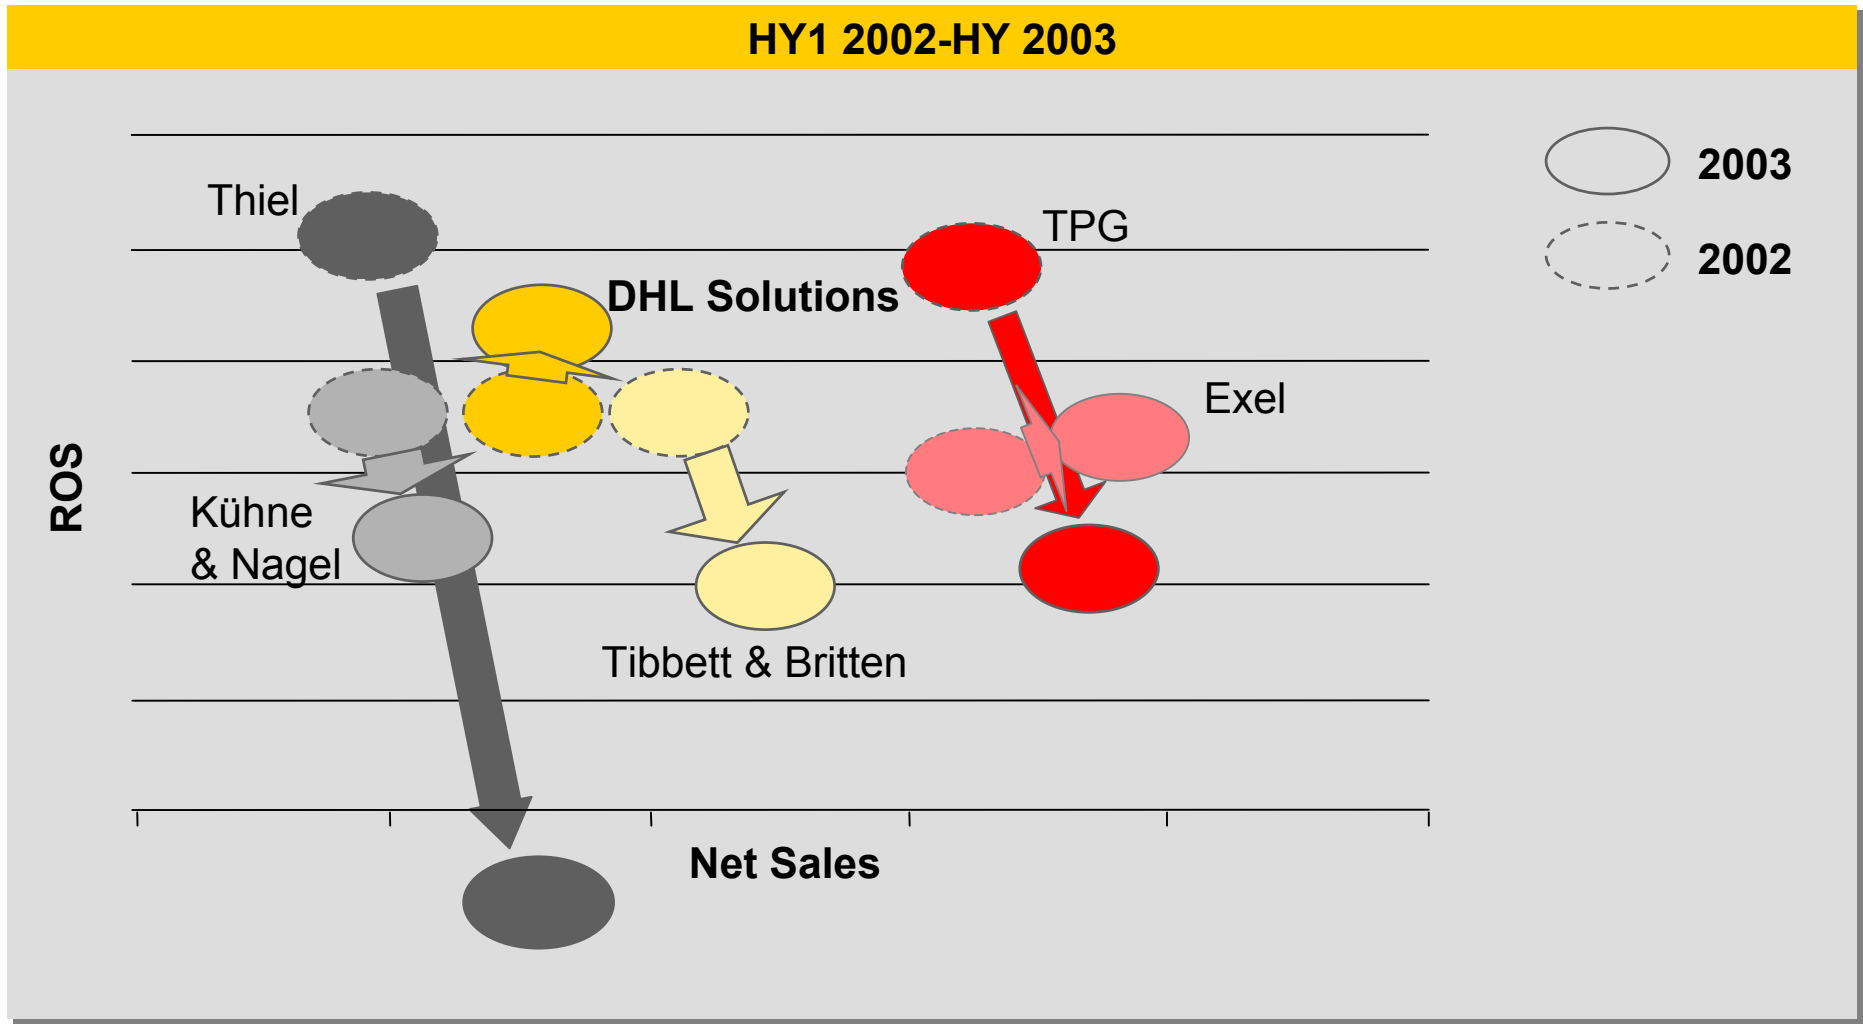 HY1 2002-HY 2003
2003
2002
Thiel
TPG
DHL Solutions
Exel
ROS
Kühne
& Nagel
Tibbett & Britten
Net Sales